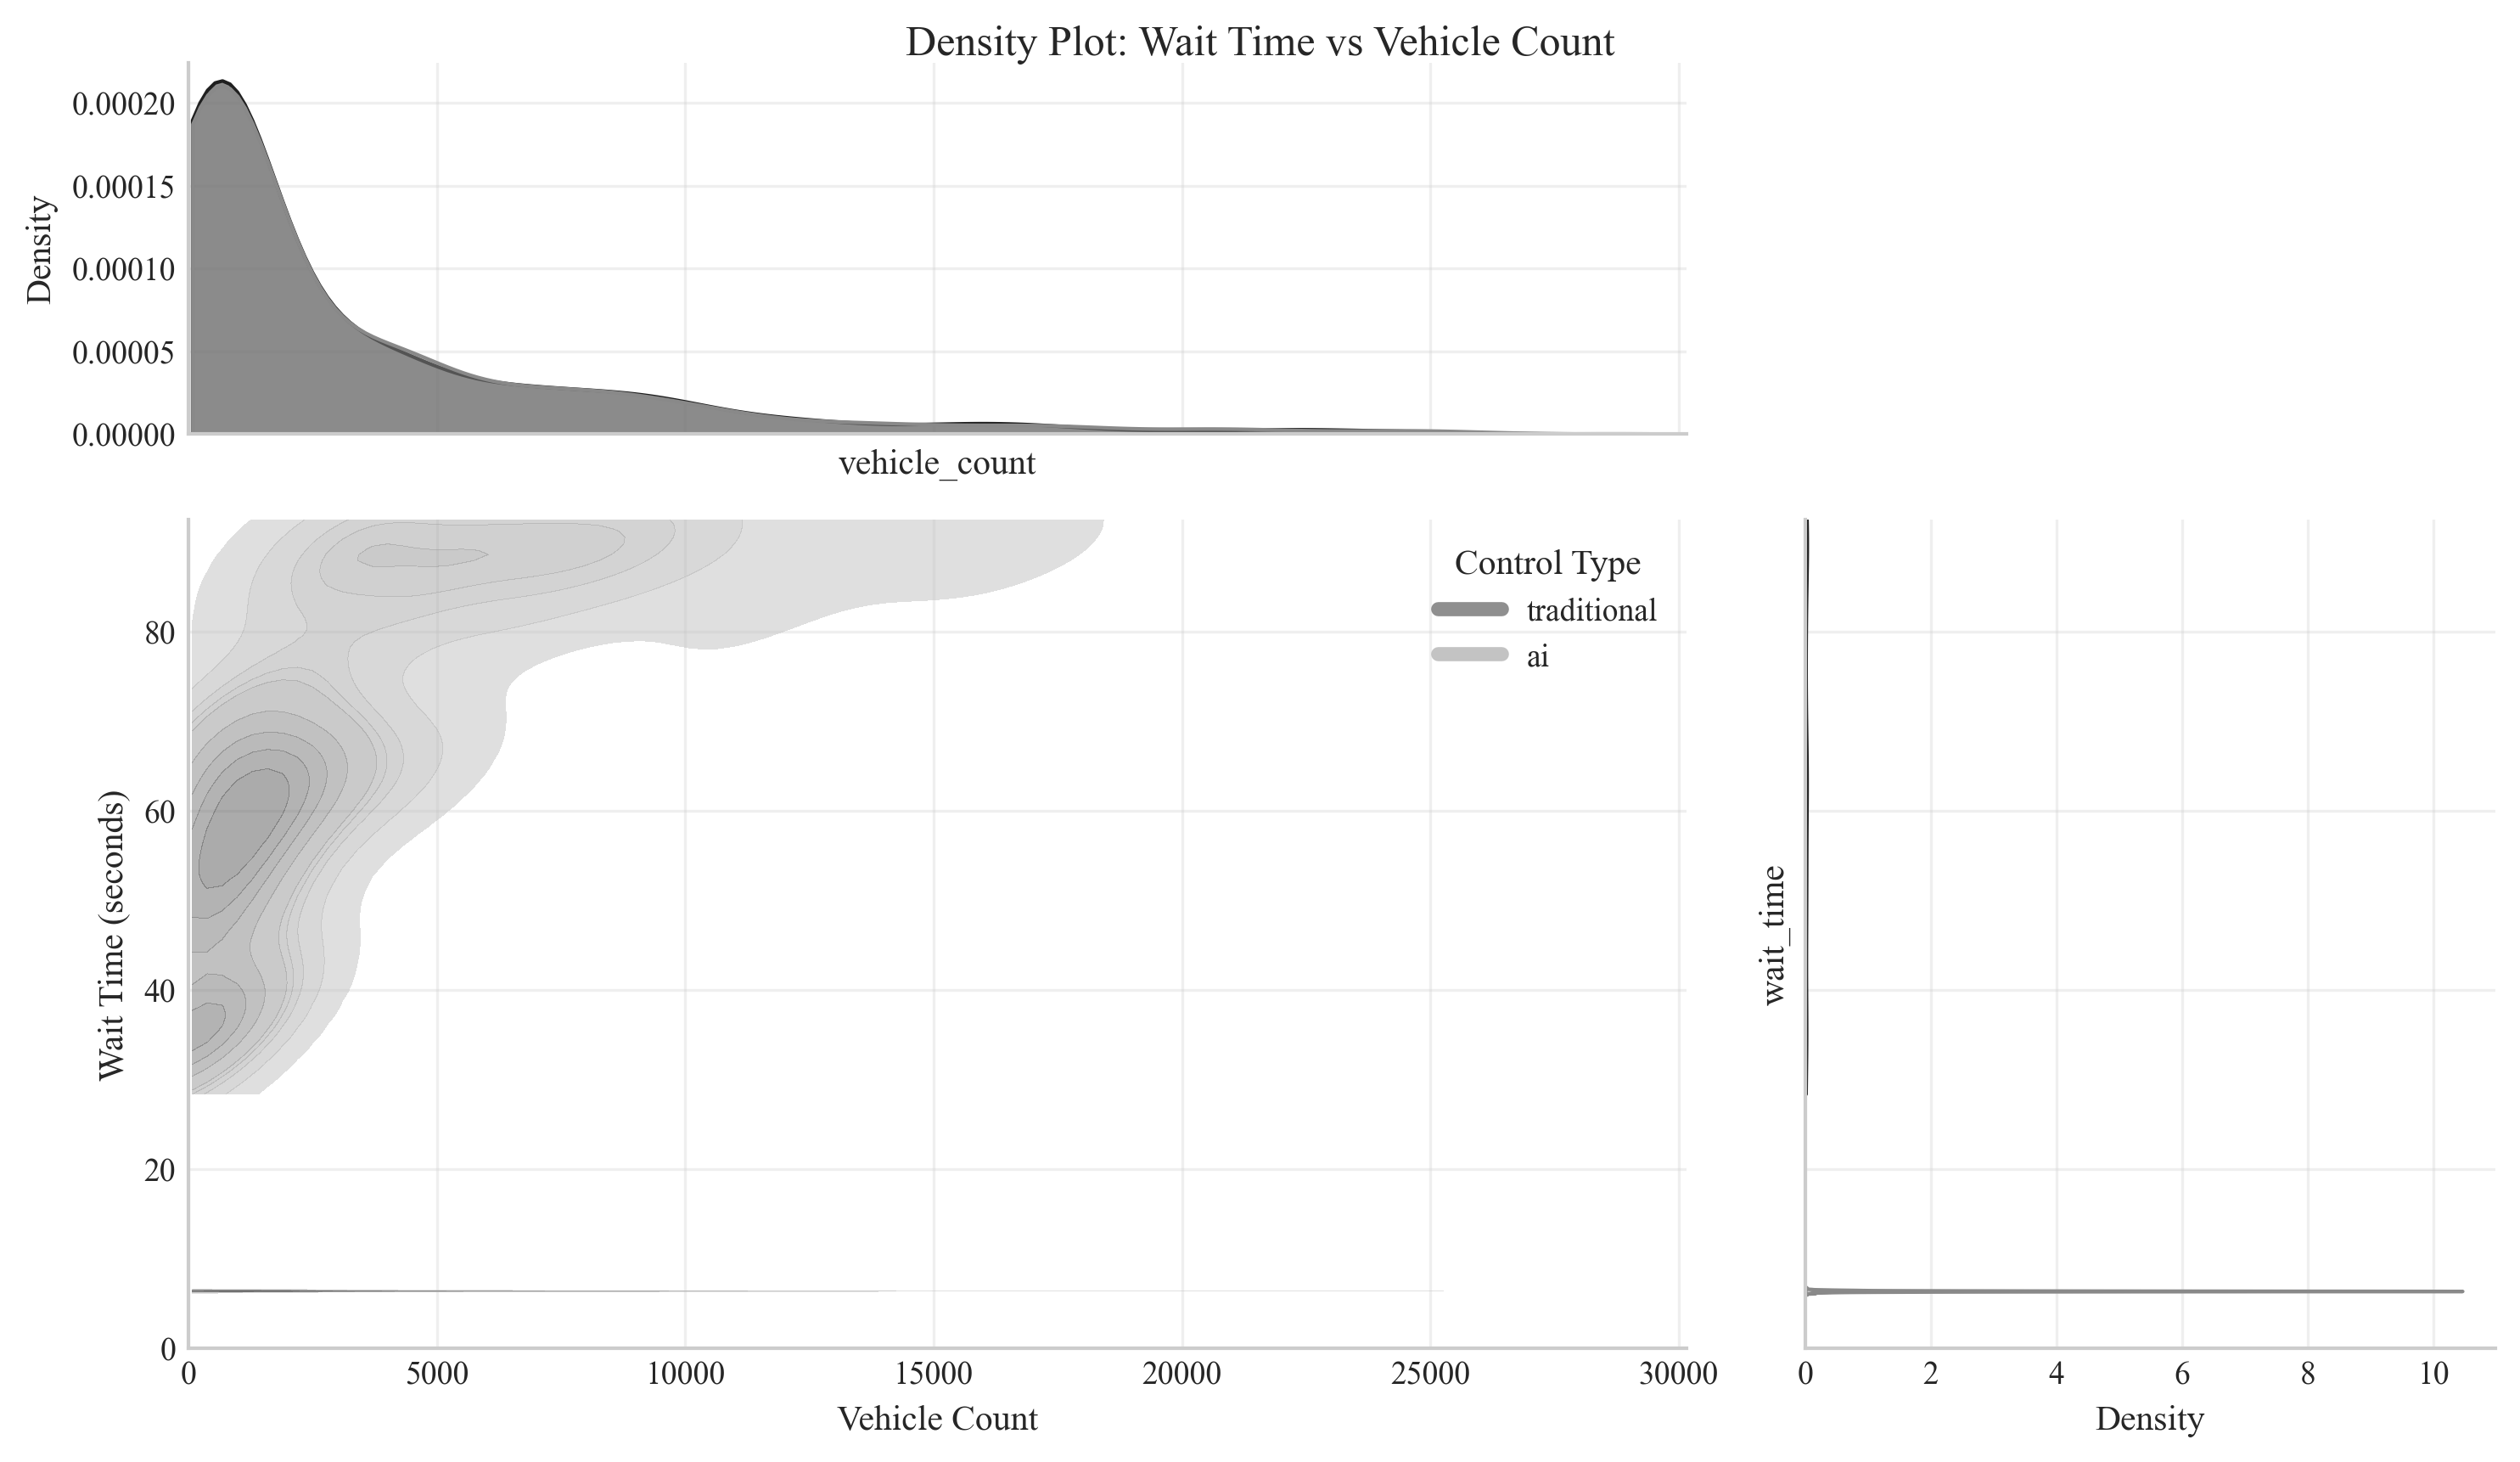 Density Plot: Wait Time vs Vehicle Count
Density
0.00020
0.00015
0.00010
0.00005
0.00000
vehicle_count
Wait Time (seconds)
80
60
40
20
0
0 5000 10000 15000 20000 25000 30000
Vehicle Count
Control Type
traditional
ai
wait_time
0 2 4 6 8 10
Density